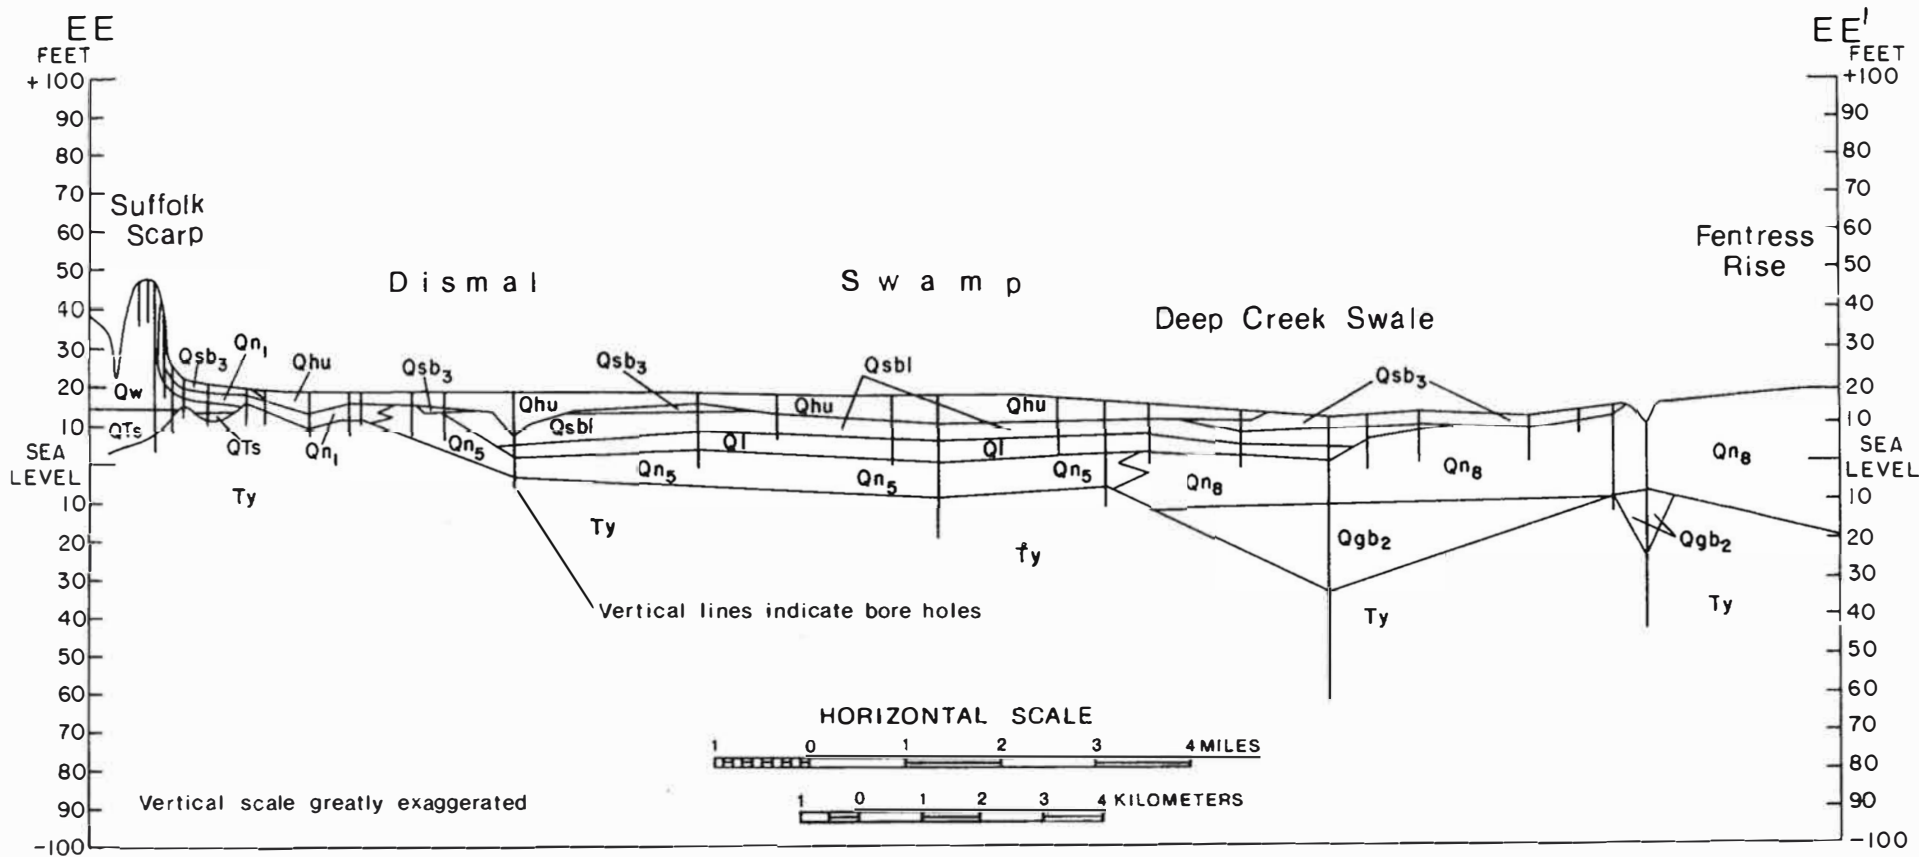 EE
FEET
EE'
FEET
+100
90
80
70
60
50
40
30
20
10
SEA
LEVEL
10
20
30
40
50
60
70
80
90
-100
+100
90
80
70
60
50
40
30
20
10
SEA
LEVEL
10
20
30
40
50
60
70
80
90
-100
Suffolk
Scarp
Dismal Swamp
Deep Creek Swale
Fentress
Rise
Qw
QTs
Qsb3
Qn1
Qhu
QTs
Qn1
Qsb3
Qn5
Ty
Qhu
Qsbl
Qsb3
Qsbl
Qhu
Qhu
Ql
Ql
Qn5
Qn5
Qn5
Ty
Ty
Qsb3
Qn8
Qn8
Qn8
Qgb2
Qgb2
Ty
Ty
Vertical lines indicate bore holes
HORIZONTAL SCALE
1 0 1 2 3 4 MILES
1 0 1 2 3 4 KILOMETERS
Vertical scale greatly exaggerated